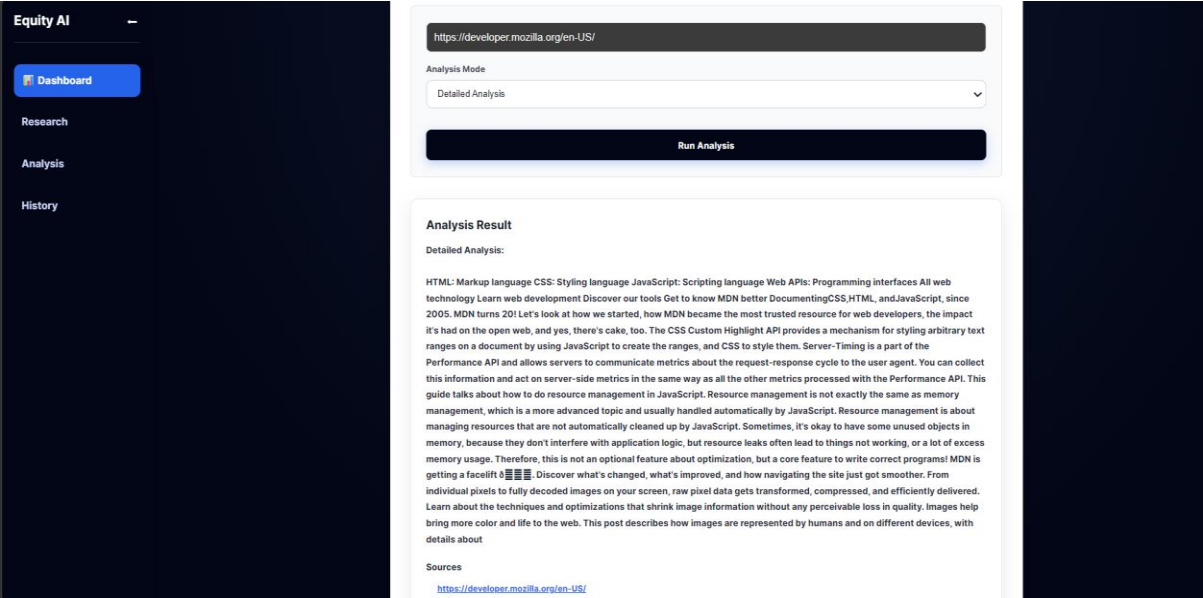 Equity AI ←
📊 Dashboard
Research
Analysis
History
https://developer.mozilla.org/en-US/
Analysis Mode
Detailed Analysis
Run Analysis
Analysis Result
Detailed Analysis:
HTML: Markup language CSS: Styling language JavaScript: Scripting language Web APIs: Programming interfaces All web
technology Learn web development Discover our tools Get to know MDN better DocumentingCSS,HTML, andJavaScript, since
2005. MDN turns 20! Let's look at how we started, how MDN became the most trusted resource for web developers, the impact
it's had on the open web, and yes, there's cake, too. The CSS Custom Highlight API provides a mechanism for styling arbitrary text
ranges on a document by using JavaScript to create the ranges, and CSS to style them. Server-Timing is a part of the
Performance API and allows servers to communicate metrics about the request-response cycle to the user agent. You can collect
this information and act on server-side metrics in the same way as all the other metrics processed with the Performance API. This
guide talks about how to do resource management in JavaScript. Resource management is not exactly the same as memory
management, which is a more advanced topic and usually handled automatically by JavaScript. Resource management is about
managing resources that are not automatically cleaned up by JavaScript. Sometimes, it's okay to have some unused objects in
memory, because they don't interfere with application logic, but resource leaks often lead to things not working, or a lot of excess
memory usage. Therefore, this is not an optional feature about optimization, but a core feature to write correct programs! MDN is
getting a facelift ð. Discover what's changed, what's improved, and how navigating the site just got smoother. From
individual pixels to fully decoded images on your screen, raw pixel data gets transformed, compressed, and efficiently delivered.
Learn about the techniques and optimizations that shrink image information without any perceivable loss in quality. Images help
bring more color and life to the web. This post describes how images are represented by humans and on different devices, with
details about
Sources
https://developer.mozilla.org/en-US/